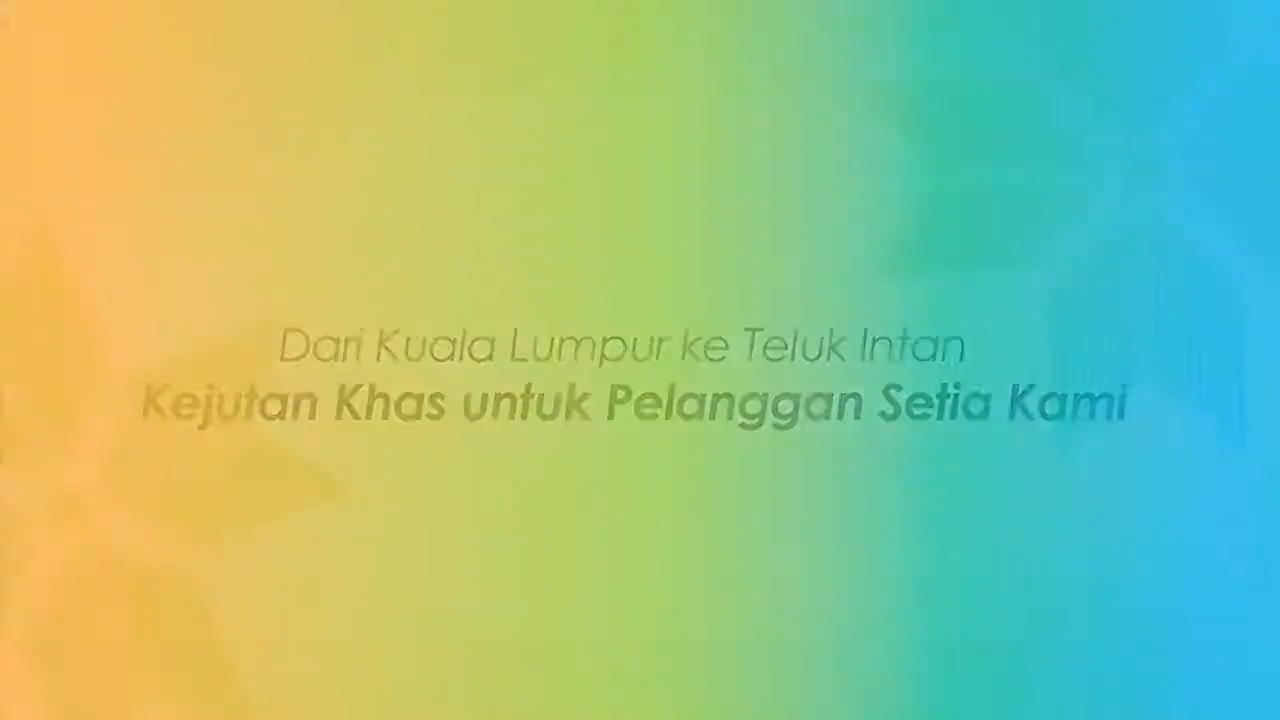 Dari Kuala Lumpur ke Teluk Intan
Kejutan Khas untuk Pelanggan Setia Kami